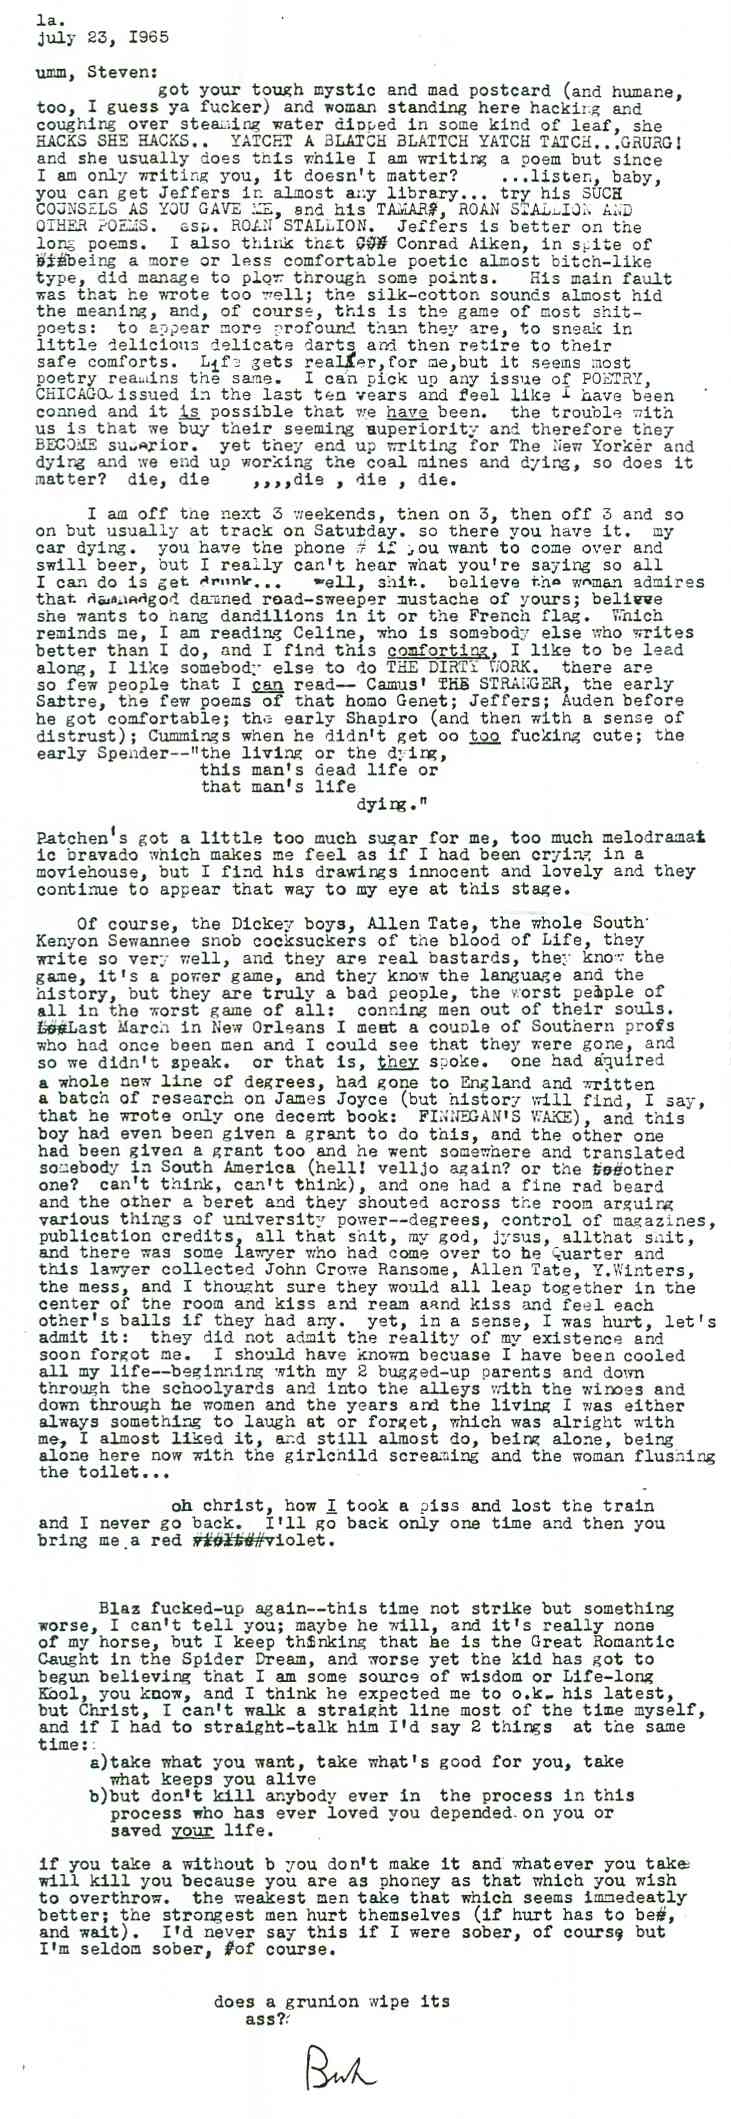 la.
july 23, I965
umm, Steven:
got your tough mystic and mad postcard (and humane,
too, I guess ya fucker) and woman standing here hacking and
coughing over steaming water dipped in some kind of leaf, she
HACKS SHE HACKS.. YATCHT A BLATCH BLATTCH YATCH TATCH...GRURG!
and she usually does this while I am writing a poem but since
I am only writing you, it doesn't matter? ...listen, baby,
you can get Jeffers in almost any library... try his SUCH
COUNSELS AS YOU GAVE ME, and his TAMAR#, ROAN STALLION AND
OTHER POEMS. esp. ROAN STALLION. Jeffers is better on the
long poems. I also think that Conrad Aiken, in spite of
being a more or less comfortable poetic almost bitch-like
type, did manage to plow through some points. His main fault
was that he wrote too well; the silk-cotton sounds almost hid
the meaning, and, of course, this is the game of most shit-
poets: to appear more profound than they are, to sneak in
little delicious delicate darts and then retire to their
safe comforts. Life gets realler,for me,but it seems most
poetry reamins the same. I can pick up any issue of POETRY,
CHICAGO issued in the last ten years and feel like I have been
conned and it is possible that we have been. the trouble with
us is that we buy their seeming superiority and therefore they
BECOME superior. yet they end up writing for The New Yorker and
dying and we end up working the coal mines and dying, so does it
matter? die, die ,,,,die , die , die.
I am off the next 3 weekends, then on 3, then off 3 and so
on but usually at track on Satutday. so there you have it. my
car dying. you have the phone # if you want to come over and
swill beer, but I really can't hear what you're saying so all
I can do is get drunk... well, shit. believe the woman admires
that god damned road-sweeper mustache of yours; believe
she wants to hang dandilions in it or the French flag. Which
reminds me, I am reading Celine, who is somebody else who writes
better than I do, and I find this comforting, I like to be lead
along, I like somebody else to do THE DIRTY WORK. there are
so few people that I can read-- Camus' THE STRANGER, the early
Sattre, the few poems of that homo Genet; Jeffers; Auden before
he got comfortable; the early Shapiro (and then with a sense of
distrust); Cummings when he didn't get oo too fucking cute; the
early Spender--"the living or the dying,
this man's dead life or
that man's life
dying."
Patchen's got a little too much sugar for me, too much melodramat
ic bravado which makes me feel as if I had been crying in a
moviehouse, but I find his drawings innocent and lovely and they
continue to appear that way to my eye at this stage.
Of course, the Dickey boys, Allen Tate, the whole South
Kenyon Sewannee snob cocksuckers of the blood of Life, they
write so very well, and they are real bastards, they know the
game, it's a power game, and they know the language and the
history, but they are truly a bad people, the worst people of
all in the worst game of all: conning men out of their souls.
Last March in New Orleans I meat a couple of Southern profs
who had once been men and I could see that they were gone, and
so we didn't speak. or that is, they spoke. one had aquired
a whole new line of degrees, had gone to England and written
a batch of research on James Joyce (but history will find, I say,
that he wrote only one decent book: FINNEGAN'S WAKE), and this
boy had even been given a grant to do this, and the other one
had been given a grant too and he went somewhere and translated
somebody in South America (hell! velljo again? or the other
one? can't think, can't think), and one had a fine rad beard
and the other a beret and they shouted across the room arguing
various things of university power--degrees, control of magazines,
publication credits, all that shit, my god, jysus, allthat shit,
and there was some lawyer who had come over to he Quarter and
this lawyer collected John Crowe Ransome, Allen Tate, Y.Winters,
the mess, and I thought sure they would all leap together in the
center of the room and kiss and ream aand kiss and feel each
other's balls if they had any. yet, in a sense, I was hurt, let's
admit it: they did not admit the reality of my existence and
soon forgot me. I should have known becuase I have been cooled
all my life--beginning with my 2 bugged-up parents and down
through the schoolyards and into the alleys with the winoes and
down through he women and the years and the living I was either
always something to laugh at or forget, which was alright with
me, I almost liked it, and still almost do, being alone, being
alone here now with the girlchild screaming and the woman flushing
the toilet...
oh christ, how I took a piss and lost the train
and I never go back. I'll go back only one time and then you
bring me a red violet.
Blaz fucked-up again--this time not strike but something
worse, I can't tell you; maybe he will, and it's really none
of my horse, but I keep thinking that he is the Great Romantic
Caught in the Spider Dream, and worse yet the kid has got to
begun believing that I am some source of wisdom or Life-long
Kool, you know, and I think he expected me to o.k. his latest,
but Christ, I can't walk a straight line most of the time myself,
and if I had to straight-talk him I'd say 2 things at the same
time:
a)take what you want, take what's good for you, take
what keeps you alive
b)but don't kill anybody ever in the process in this
process who has ever loved you depended on you or
saved your life.
if you take a without b you don't make it and whatever you take
will kill you because you are as phoney as that which you wish
to overthrow. the weakest men take that which seems immedeatly
better; the strongest men hurt themselves (if hurt has to be#,
and wait). I'd never say this if I were sober, of course but
I'm seldom sober, #of course.
does a grunion wipe its
ass?
Buk